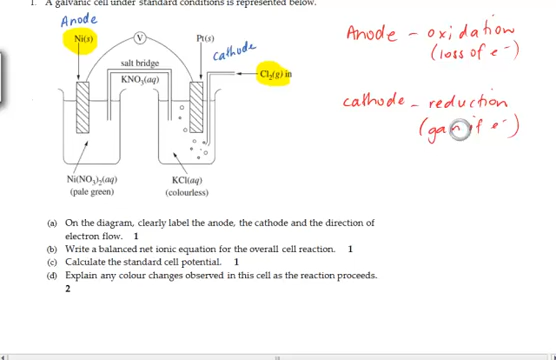 1. A galvanic cell under standard conditions is represented below.
Anode
Ni(s)
V
Pt(s)
cathode
salt bridge
KNO₃(aq)
Cl₂(g) in
Ni(NO₃)₂(aq)
(pale green)
KCl(aq)
(colourless)
Anode - oxidation
(loss of e⁻)
cathode - reduction
(gain of e⁻)
(a) On the diagram, clearly label the anode, the cathode and the direction of
electron flow. 1
(b) Write a balanced net ionic equation for the overall cell reaction. 1
(c) Calculate the standard cell potential. 1
(d) Explain any colour changes observed in this cell as the reaction proceeds.
2